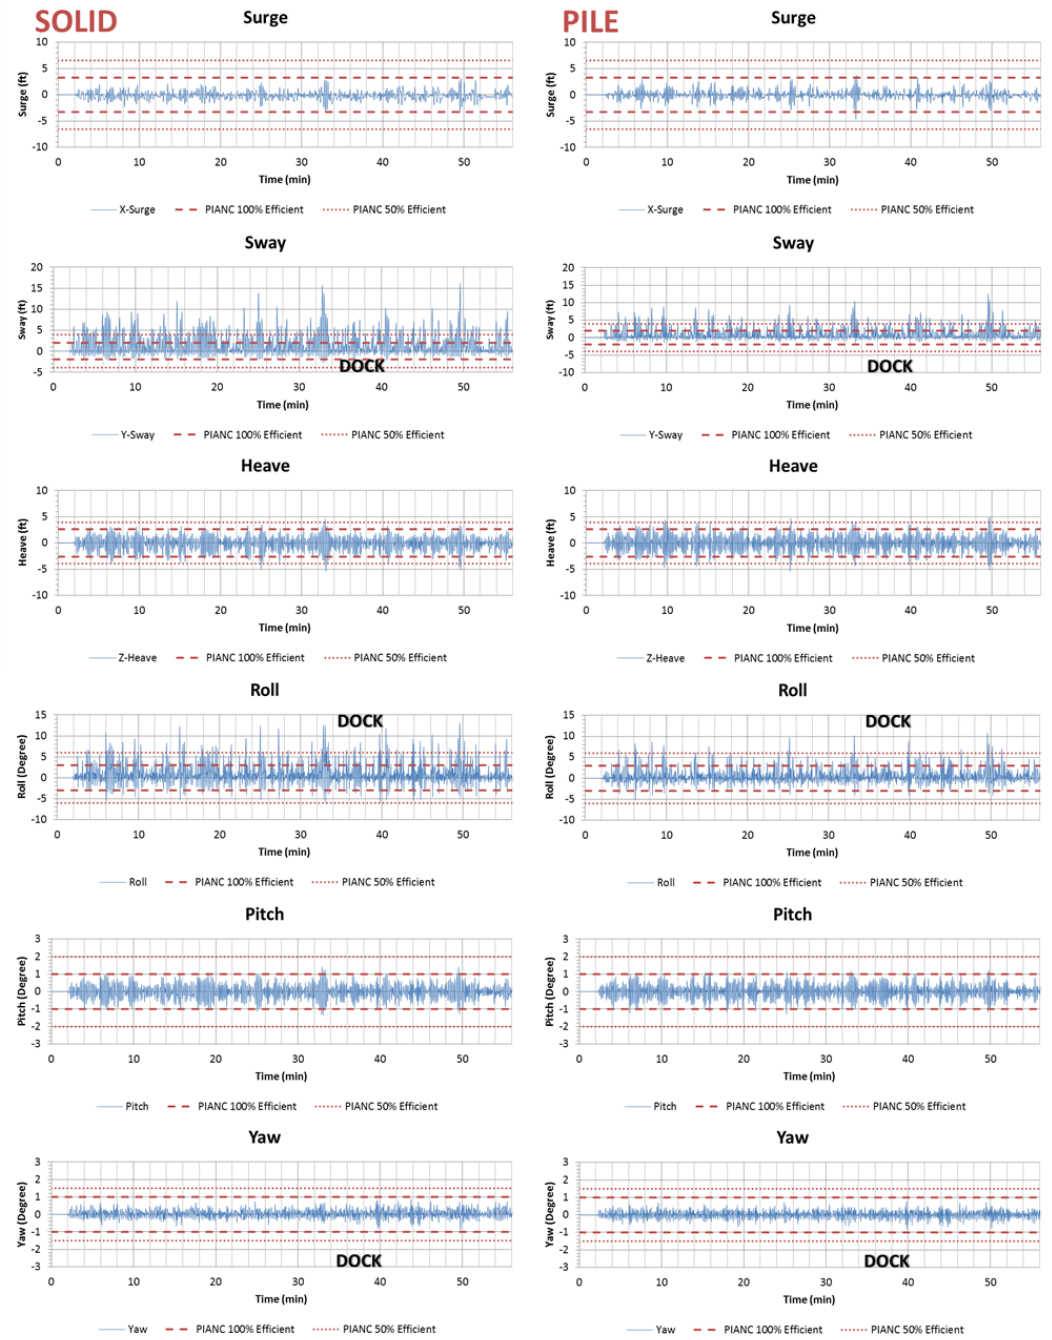 SOLID
Surge
Surge (ft)
10
5
0
-5
-10
0 10 20 30 40 50
Time (min)
X-Surge PIANC 100% Efficient PIANC 50% Efficient
PILE
Surge
Surge (ft)
10
5
0
-5
-10
0 10 20 30 40 50
Time (min)
X-Surge PIANC 100% Efficient PIANC 50% Efficient
Sway
Sway (ft)
20
15
10
5
0
-5
0 10 20 30 40 50
DOCK
Time (min)
Y-Sway PIANC 100% Efficient PIANC 50% Efficient
Sway
Sway (ft)
20
15
10
5
0
-5
-10
0 10 20 30 40 50
DOCK
Time (min)
Y-Sway PIANC 100% Efficient PIANC 50% Efficient
Heave
Heave (ft)
10
5
0
-5
-10
0 10 20 30 40 50
Time (min)
Z-Heave PIANC 100% Efficient PIANC 50% Efficient
Heave
Heave (ft)
10
5
0
-5
-10
0 10 20 30 40 50
Time (min)
Z-Heave PIANC 100% Efficient PIANC 50% Efficient
Roll
DOCK
Roll (Degree)
15
10
5
0
-5
-10
0 10 20 30 40 50
Time (min)
Roll PIANC 100% Efficient PIANC 50% Efficient
Roll
DOCK
Roll (Degree)
15
10
5
0
-5
-10
0 10 20 30 40 50
Time (min)
Roll PIANC 100% Efficient PIANC 50% Efficient
Pitch
Pitch (Degree)
3
2
1
0
-1
-2
-3
0 10 20 30 40 50
Time (min)
Pitch PIANC 100% Efficient PIANC 50% Efficient
Pitch
Pitch (Degree)
3
2
1
0
-1
-2
-3
0 10 20 30 40 50
Time (min)
Pitch PIANC 100% Efficient PIANC 50% Efficient
Yaw
Yaw (Degree)
3
2
1
0
-1
-2
-3
DOCK
0 10 20 30 40 50
Time (min)
Yaw PIANC 100% Efficient PIANC 50% Efficient
Yaw
Yaw (Degree)
3
2
1
0
-1
-2
-3
DOCK
0 10 20 30 40 50
Time (min)
Yaw PIANC 100% Efficient PIANC 50% Efficient